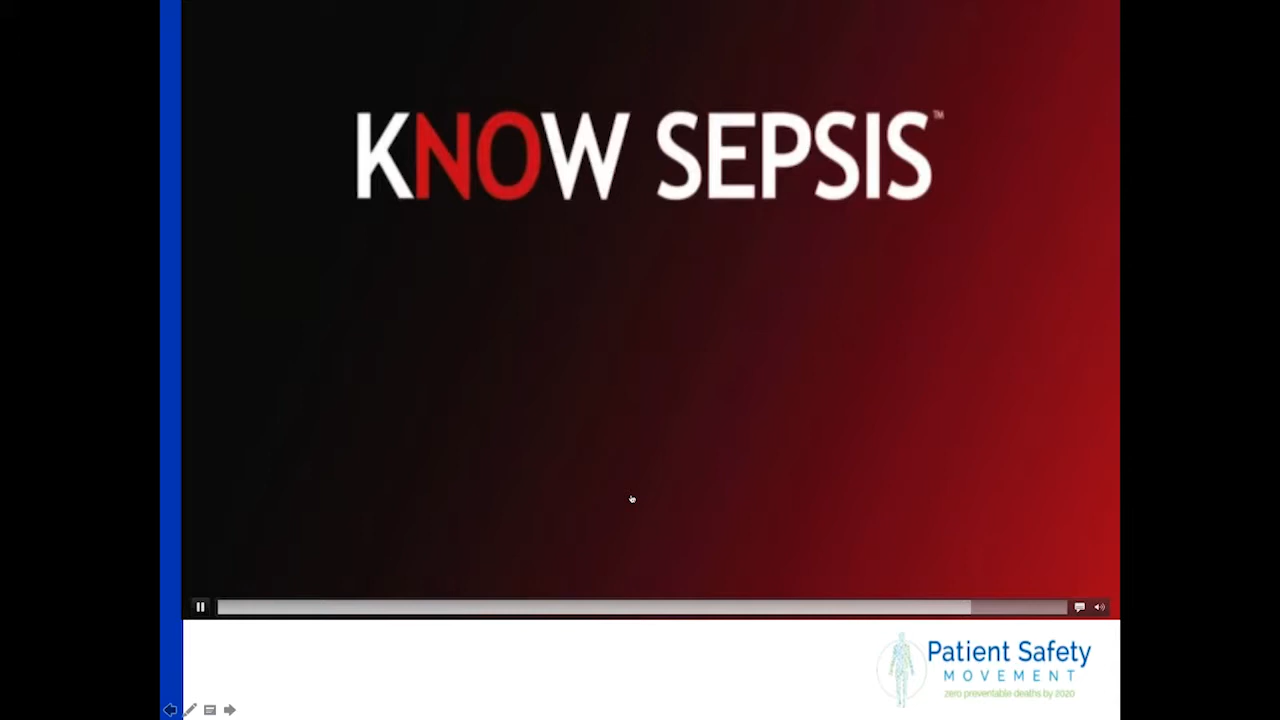 KNOW SEPSIS™
Patient Safety
MOVEMENT
zero preventable deaths by 2020